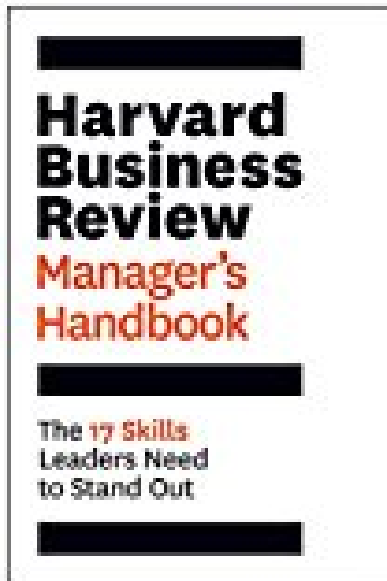 Harvard
Business
Review
Manager's
Handbook
The 17 Skills
Leaders Need
to Stand Out